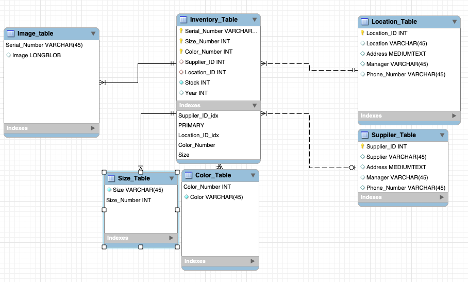 Image_table
Serial_Number VARCHAR(45)
Image LONGBLOB
Indexes
Inventory_Table
Serial_Number VARCHAR...
Size_Number INT
Color_Number INT
Supplier_ID INT
Location_ID INT
Stock INT
Year INT
Indexes
Supplier_ID_idx
PRIMARY
Location_ID_idx
Color_Number
Size
Location_Table
Location_ID INT
Location VARCHAR(45)
Address MEDIUMTEXT
Manager VARCHAR(45)
Phone_Number VARCHAR(45)
Indexes
Supplier_Table
Supplier_ID INT
Supplier VARCHAR(45)
Address MEDIUMTEXT
Manager VARCHAR(45)
Phone_Number VARCHAR(45)
Indexes
Size_Table
Size VARCHAR(45)
Size_Number INT
Indexes
Color_Table
Color_Number INT
Color VARCHAR(45)
Indexes